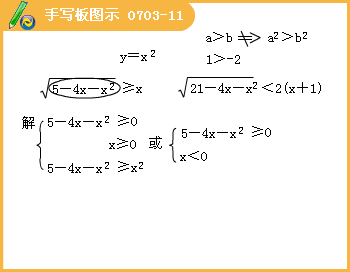 手写板图示 0703-11
a>b ⇏ a²>b²
y=x²
1>-2
√(5-4x-x²) ≥x
√(21-4x-x²) <2(x+1)
解 { 5-4x-x² ≥0
x≥0
5-4x-x² ≥x²
或 { 5-4x-x² ≥0
x<0